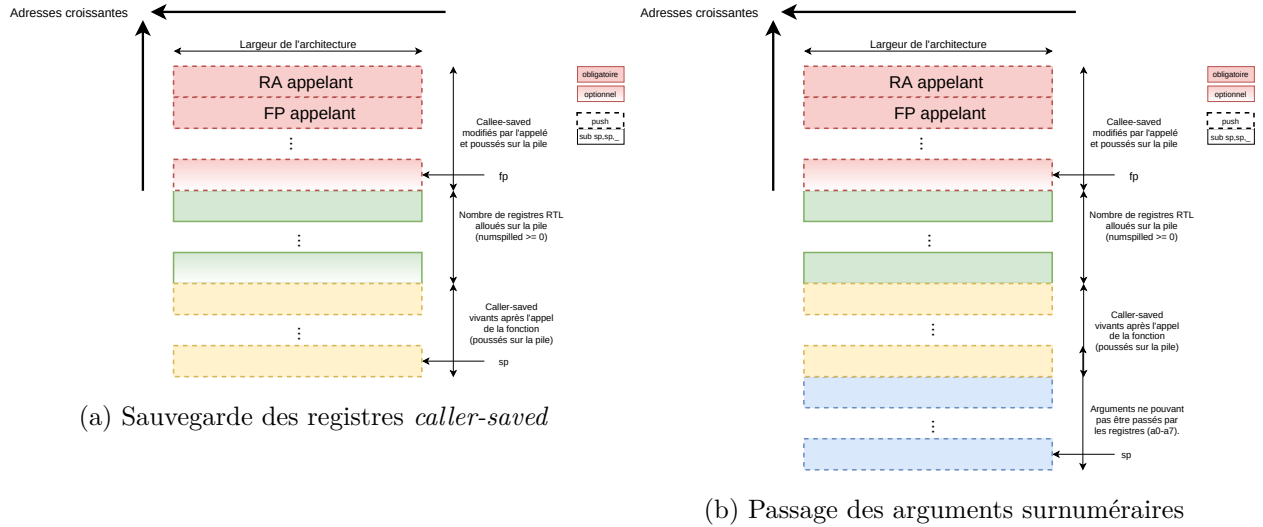 Adresses croissantes
Largeur de l'architecture
RA appelant
FP appelant
⋮
Callee-saved
modifiés par l'appelé
et poussés sur la pile
fp
Nombre de registres RTL
alloués sur la pile
(numspilled >= 0)
⋮
Caller-saved
vivants après l'appel
de la fonction
(poussés sur la pile)
⋮
sp
obligatoire
optionnel
push
sub sp,sp,_
(a) Sauvegarde des registres caller-saved
Adresses croissantes
Largeur de l'architecture
RA appelant
FP appelant
⋮
Callee-saved
modifiés par l'appelé
et poussés sur la pile
fp
Nombre de registres RTL
alloués sur la pile
(numspilled >= 0)
⋮
Caller-saved
vivants après l'appel
de la fonction
(poussés sur la pile)
⋮
Arguments ne pouvant
pas être passés par
les registres (a0-a7).
⋮
sp
obligatoire
optionnel
push
sub sp,sp,_
(b) Passage des arguments surnuméraires